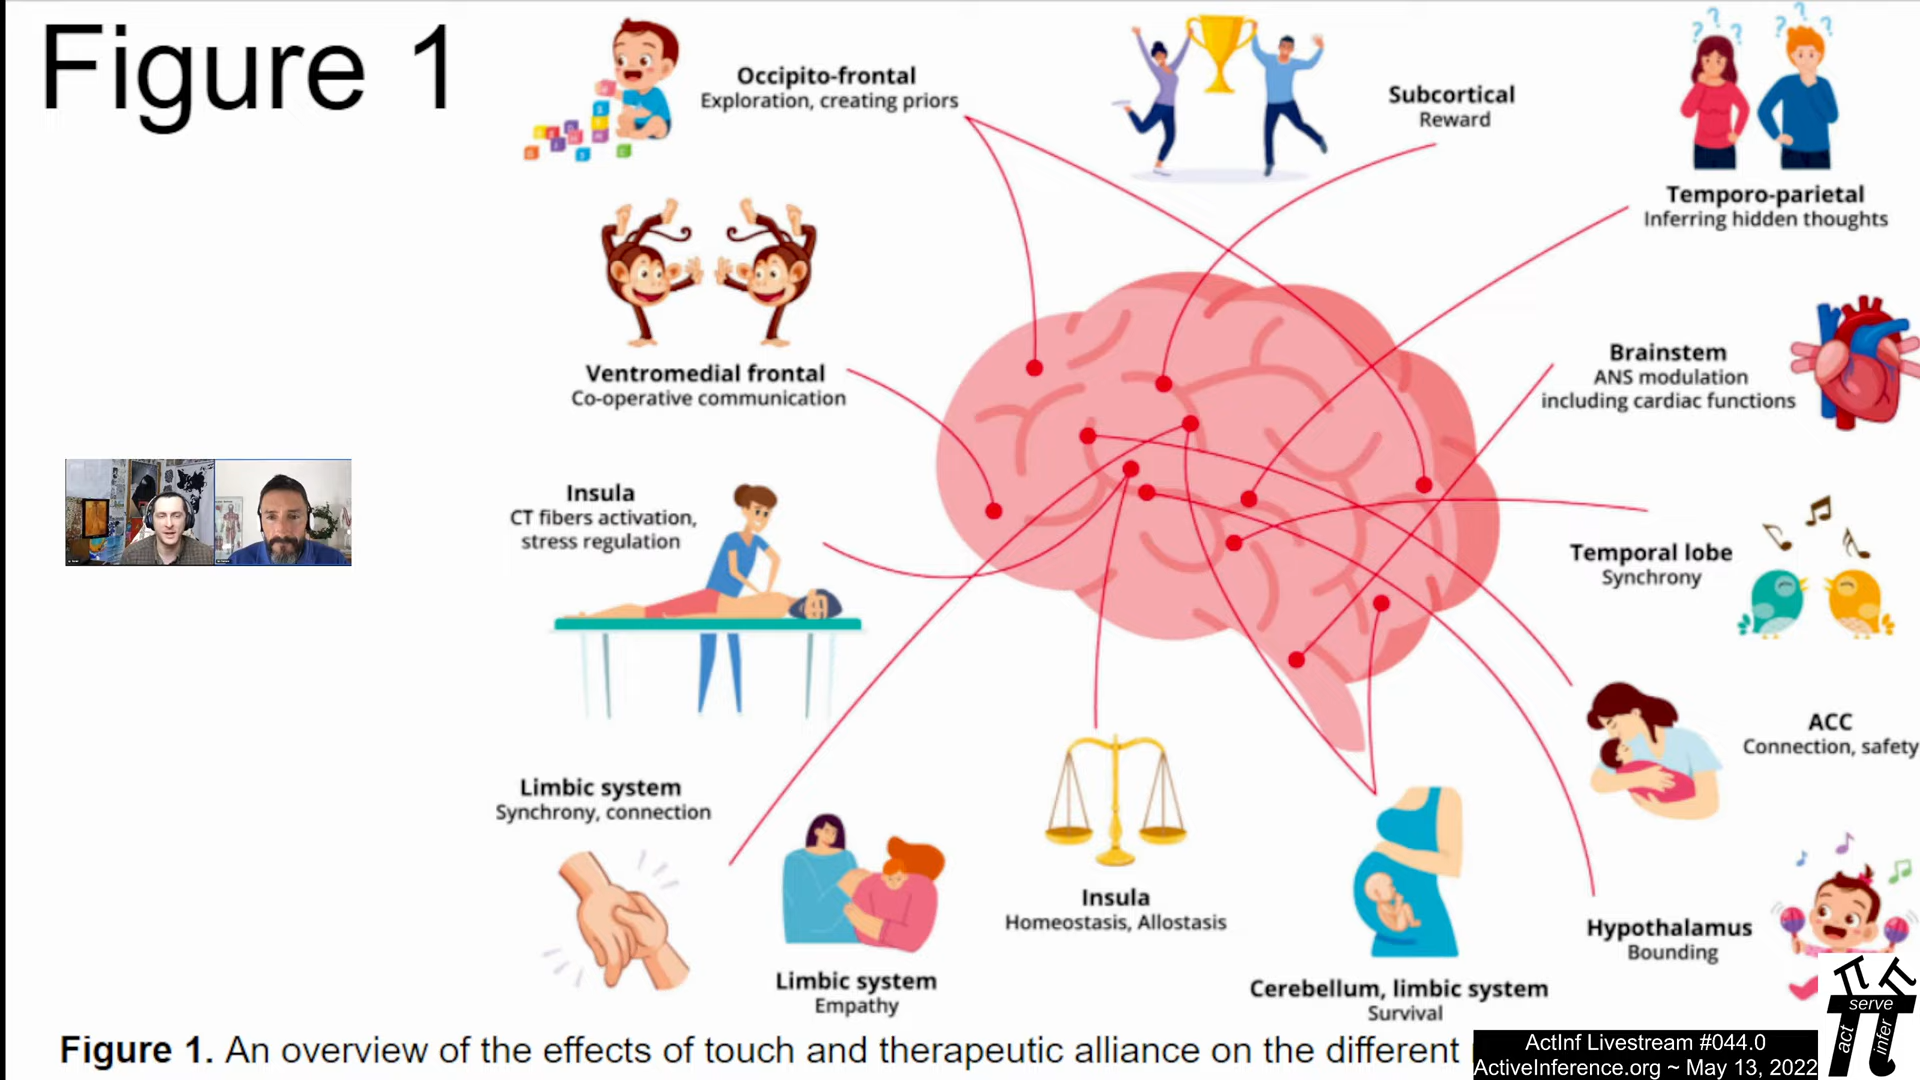 Figure 1
Occipito-frontal
Exploration, creating priors
Subcortical
Reward
Temporo-parietal
Inferring hidden thoughts
Ventromedial frontal
Co-operative communication
Brainstem
ANS modulation
including cardiac functions
Insula
CT fibers activation,
stress regulation
Temporal lobe
Synchrony
ACC
Connection, safety
Limbic system
Synchrony, connection
Insula
Homeostasis, Allostasis
Hypothalamus
Bounding
Limbic system
Empathy
Cerebellum, limbic system
Survival
Figure 1. An overview of the effects of touch and therapeutic alliance on the different
ActInf Livestream #044.0
ActiveInference.org ~ May 13, 2022
serve
act
infer